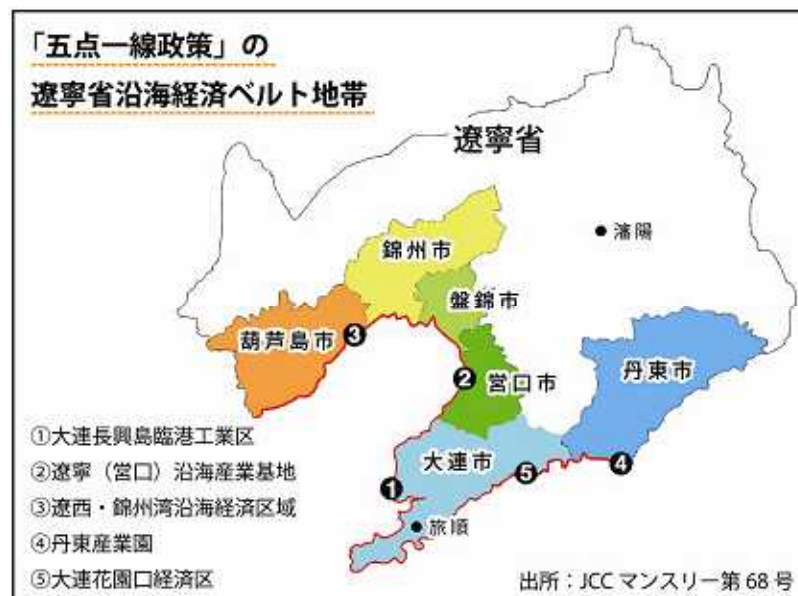 「五点一線政策」の
遼寧省沿海経済ベルト地帯
遼寧省
瀋陽
錦州市
盤錦市
葫芦島市
❸
❷
営口市
丹東市
大連市
❶
❺
❹
旅順
①大連長興島臨港工業区
②遼寧（営口）沿海産業基地
③遼西・錦州湾沿海経済区域
④丹東産業園
⑤大連花園口経済区
出所：JCC マンスリー第 68 号